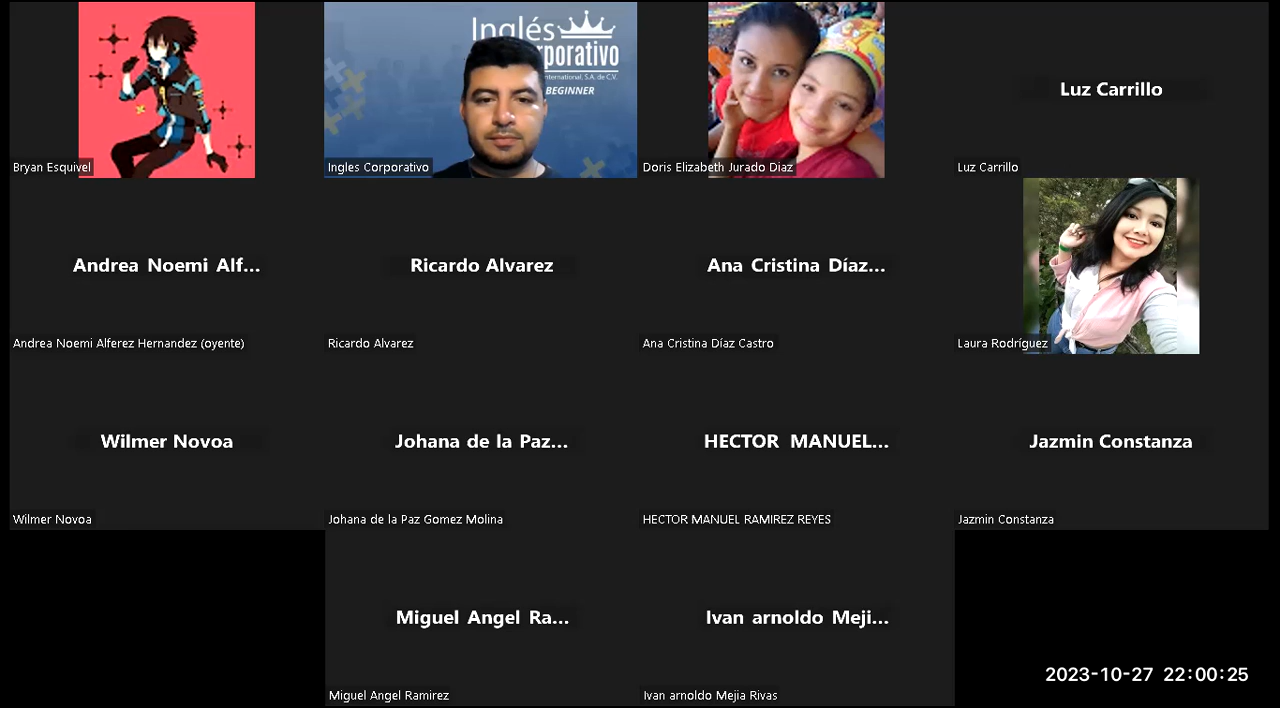 Inglés
rporativo
International, S.A. de C.V.
BEGINNER
Bryan Esquivel
Ingles Corporativo
Doris Elizabeth Jurado Diaz
Luz Carrillo
Luz Carrillo
Andrea Noemi Alf...
Ricardo Alvarez
Ana Cristina Díaz...
Andrea Noemi Alferez Hernandez (oyente)
Ricardo Alvarez
Ana Cristina Díaz Castro
Laura Rodríguez
Wilmer Novoa
Johana de la Paz...
HECTOR MANUEL...
Jazmin Constanza
Wilmer Novoa
Johana de la Paz Gomez Molina
HECTOR MANUEL RAMIREZ REYES
Jazmin Constanza
Miguel Angel Ra...
Ivan arnoldo Meji...
Miguel Angel Ramirez
Ivan arnoldo Mejia Rivas
2023-10-27 22:00:25